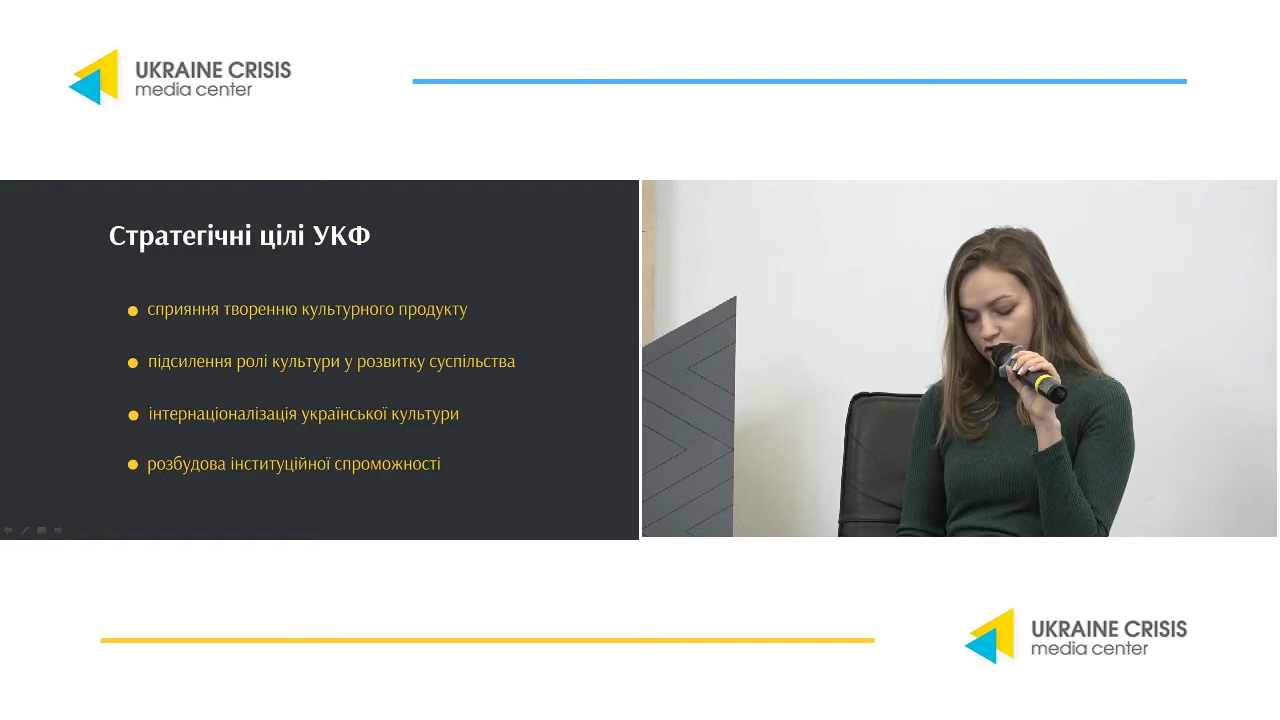 UKRAINE CRISIS
media center
Стратегічні цілі УКФ
сприяння творенню культурного продукту
підсилення ролі культури у розвитку суспільства
інтернаціоналізація української культури
розбудова інституційної спроможності
UKRAINE CRISIS
media center